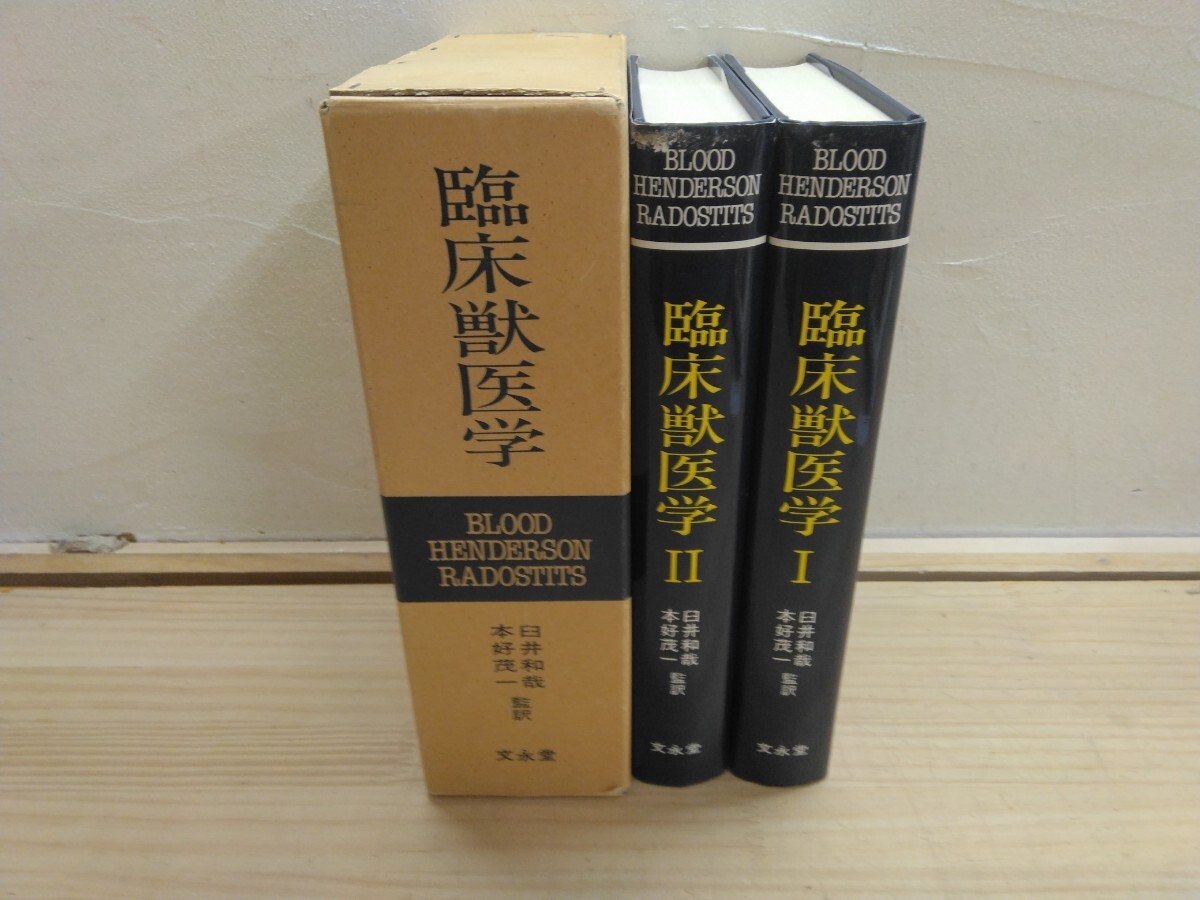 臨床獣医学
BLOOD
HENDERSON
RADOSTITS
臼井和哉
本好茂一
監訳
文永堂
BLOOD
HENDERSON
RADOSTITS
臨床獣医学 II
臼井和哉
本好茂一
監訳
文永堂
BLOOD
HENDERSON
RADOSTITS
臨床獣医学 I
臼井和哉
本好茂一
監訳
文永堂